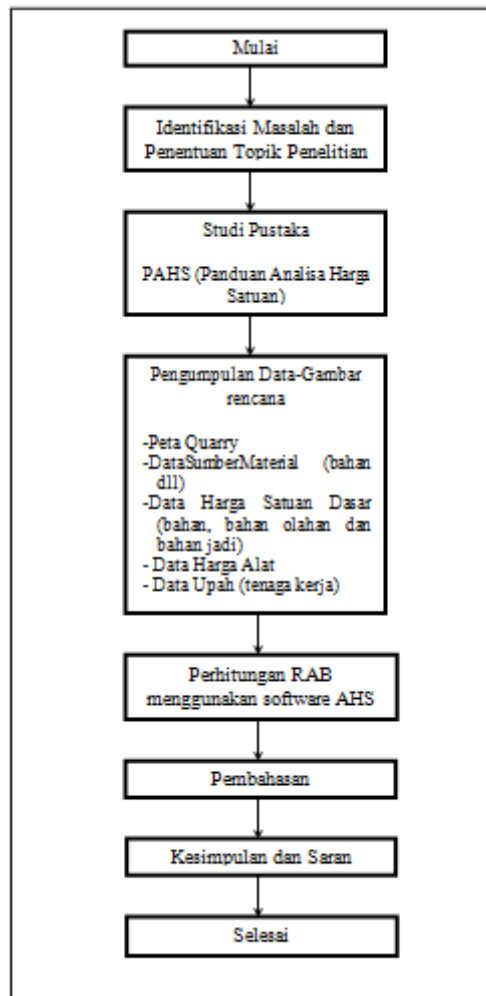 Mulai
Identifikasi Masalah dan
Penentuan Topik Penelitian
Studi Pustaka
PAHS (Panduan Analisa Harga
Satuan)
Pengumpulan Data-Gambar
rencana
-Peta Quarry
-DataSumberMaterial (bahan
dll)
-Data Harga Satuan Dasar
(bahan, bahan olahan dan
bahan jadi)
- Data Harga Alat
- Data Upah (tenaga kerja)
Perhitungan RAB
menggunakan software AHS
Pembahasan
Kesimpulan dan Saran
Selesai